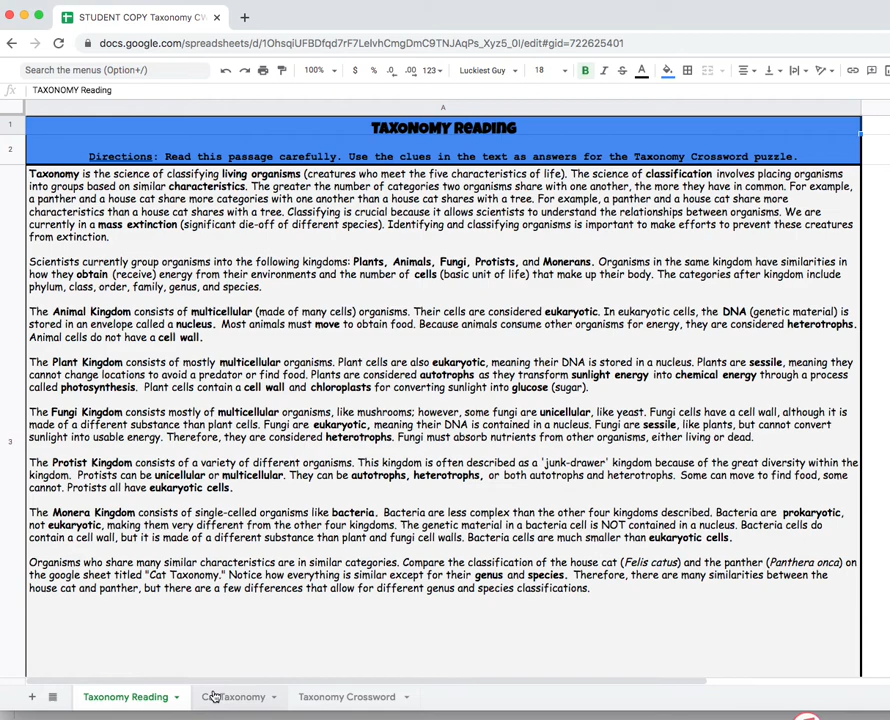 STUDENT COPY Taxonomy CW
docs.google.com/spreadsheets/d/1OhsqiUFBDfqd7rF7LeIvhCmgDmC9TNJAqPs_Xyz5_0I/edit#gid=722625401
Search the menus (Option+/) 100% $ % .0 .00 123 Luckiest Guy 18 B I S A
fx TAXONOMY Reading
A
1 TAXONOMY Reading
2 Directions: Read this passage carefully. Use the clues in the text as answers for the Taxonomy Crossword puzzle.
Taxonomy is the science of classifying living organisms (creatures who meet the five characteristics of life). The science of classification involves placing organisms
into groups based on similar characteristics. The greater the number of categories two organisms share with one another, the more they have in common. For example,
a panther and a house cat share more categories with one another than a house cat shares with a tree. For example, a panther and a house cat share more
characteristics than a house cat shares with a tree. Classifying is crucial because it allows scientists to understand the relationships between organisms. We are
currently in a mass extinction (significant die-off of different species). Identifying and classifying organisms is important to make efforts to prevent these creatures
from extinction.
Scientists currently group organisms into the following kingdoms: Plants, Animals, Fungi, Protists, and Monerans. Organisms in the same kingdom have similarities in
how they obtain (receive) energy from their environments and the number of cells (basic unit of life) that make up their body. The categories after kingdom include
phylum, class, order, family, genus, and species.
The Animal Kingdom consists of multicellular (made of many cells) organisms. Their cells are considered eukaryotic. In eukaryotic cells, the DNA (genetic material) is
stored in an envelope called a nucleus. Most animals must move to obtain food. Because animals consume other organisms for energy, they are considered heterotrophs.
Animal cells do not have a cell wall.
The Plant Kingdom consists of mostly multicellular organisms. Plant cells are also eukaryotic, meaning their DNA is stored in a nucleus. Plants are sessile, meaning they
cannot change locations to avoid a predator or find food. Plants are considered autotrophs as they transform sunlight energy into chemical energy through a process
called photosynthesis. Plant cells contain a cell wall and chloroplasts for converting sunlight into glucose (sugar).
The Fungi Kingdom consists mostly of multicellular organisms, like mushrooms; however, some fungi are unicellular, like yeast. Fungi cells have a cell wall, although it is
made of a different substance than plant cells. Fungi are eukaryotic, meaning their DNA is contained in a nucleus. Fungi are sessile, like plants, but cannot convert
sunlight into usable energy. Therefore, they are considered heterotrophs. Fungi must absorb nutrients from other organisms, either living or dead.
3
The Protist Kingdom consists of a variety of different organisms. This kingdom is often described as a 'junk-drawer' kingdom because of the great diversity within the
kingdom. Protists can be unicellular or multicellular. They can be autotrophs, heterotrophs, or both autotrophs and heterotrophs. Some can move to find food, some
cannot. Protists all have eukaryotic cells.
The Monera Kingdom consists of single-celled organisms like bacteria. Bacteria are less complex than the other four kingdoms described. Bacteria are prokaryotic,
not eukaryotic, making them very different from the other four kingdoms. The genetic material in a bacteria cell is NOT contained in a nucleus. Bacteria cells do
contain a cell wall, but it is made of a different substance than plant and fungi cell walls. Bacteria cells are much smaller than eukaryotic cells.
Organisms who share many similar characteristics are in similar categories. Compare the classification of the house cat (Felis catus) and the panther (Panthera onca) on
the google sheet titled "Cat Taxonomy." Notice how everything is similar except for their genus and species. Therefore, there are many similarities between the
house cat and panther, but there are a few differences that allow for different genus and species classifications.
Taxonomy Reading Cat Taxonomy Taxonomy Crossword